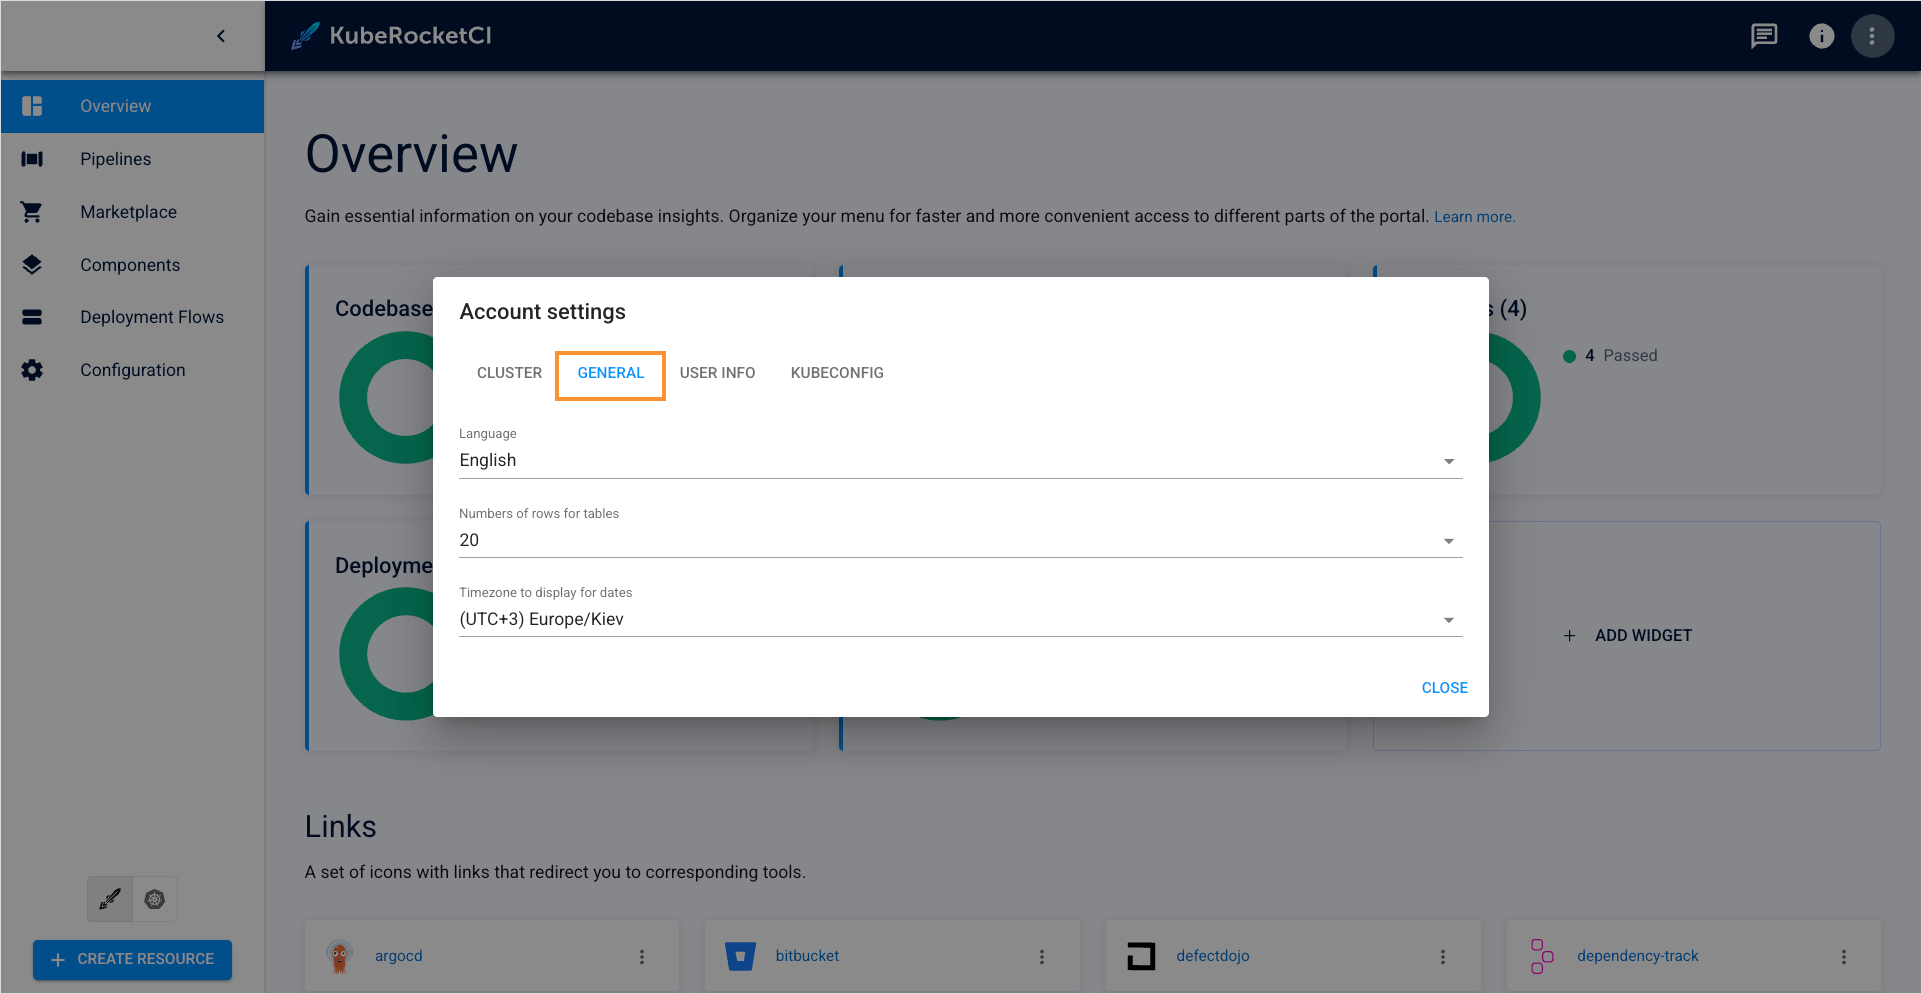 KubeRocketCI
Overview
Pipelines
Marketplace
Components
Deployment Flows
Configuration
CREATE RESOURCE
Overview
Gain essential information on your codebase insights. Organize your menu for faster and more convenient access to different parts of the portal. Learn more.
Codebase
s (4)
4 Passed
Account settings
CLUSTER GENERAL USER INFO KUBECONFIG
Language
English
Numbers of rows for tables
20
Timezone to display for dates
(UTC+3) Europe/Kiev
CLOSE
Deployme
ADD WIDGET
Links
A set of icons with links that redirect you to corresponding tools.
argocd
bitbucket
defectdojo
dependency-track